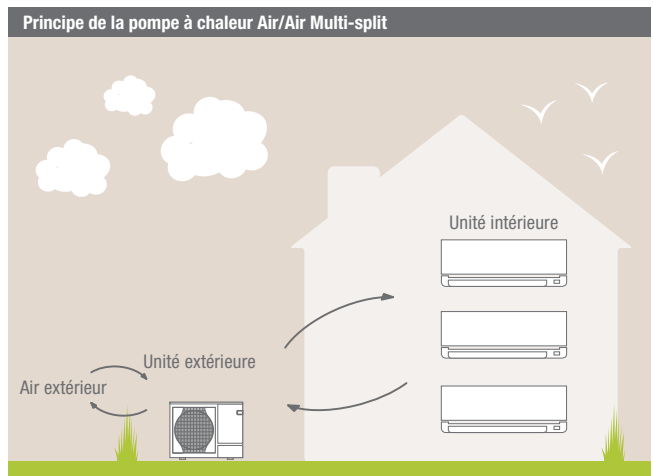 Principe de la pompe à chaleur Air/Air Multi-split
Unité intérieure
Unité extérieure
Air extérieur